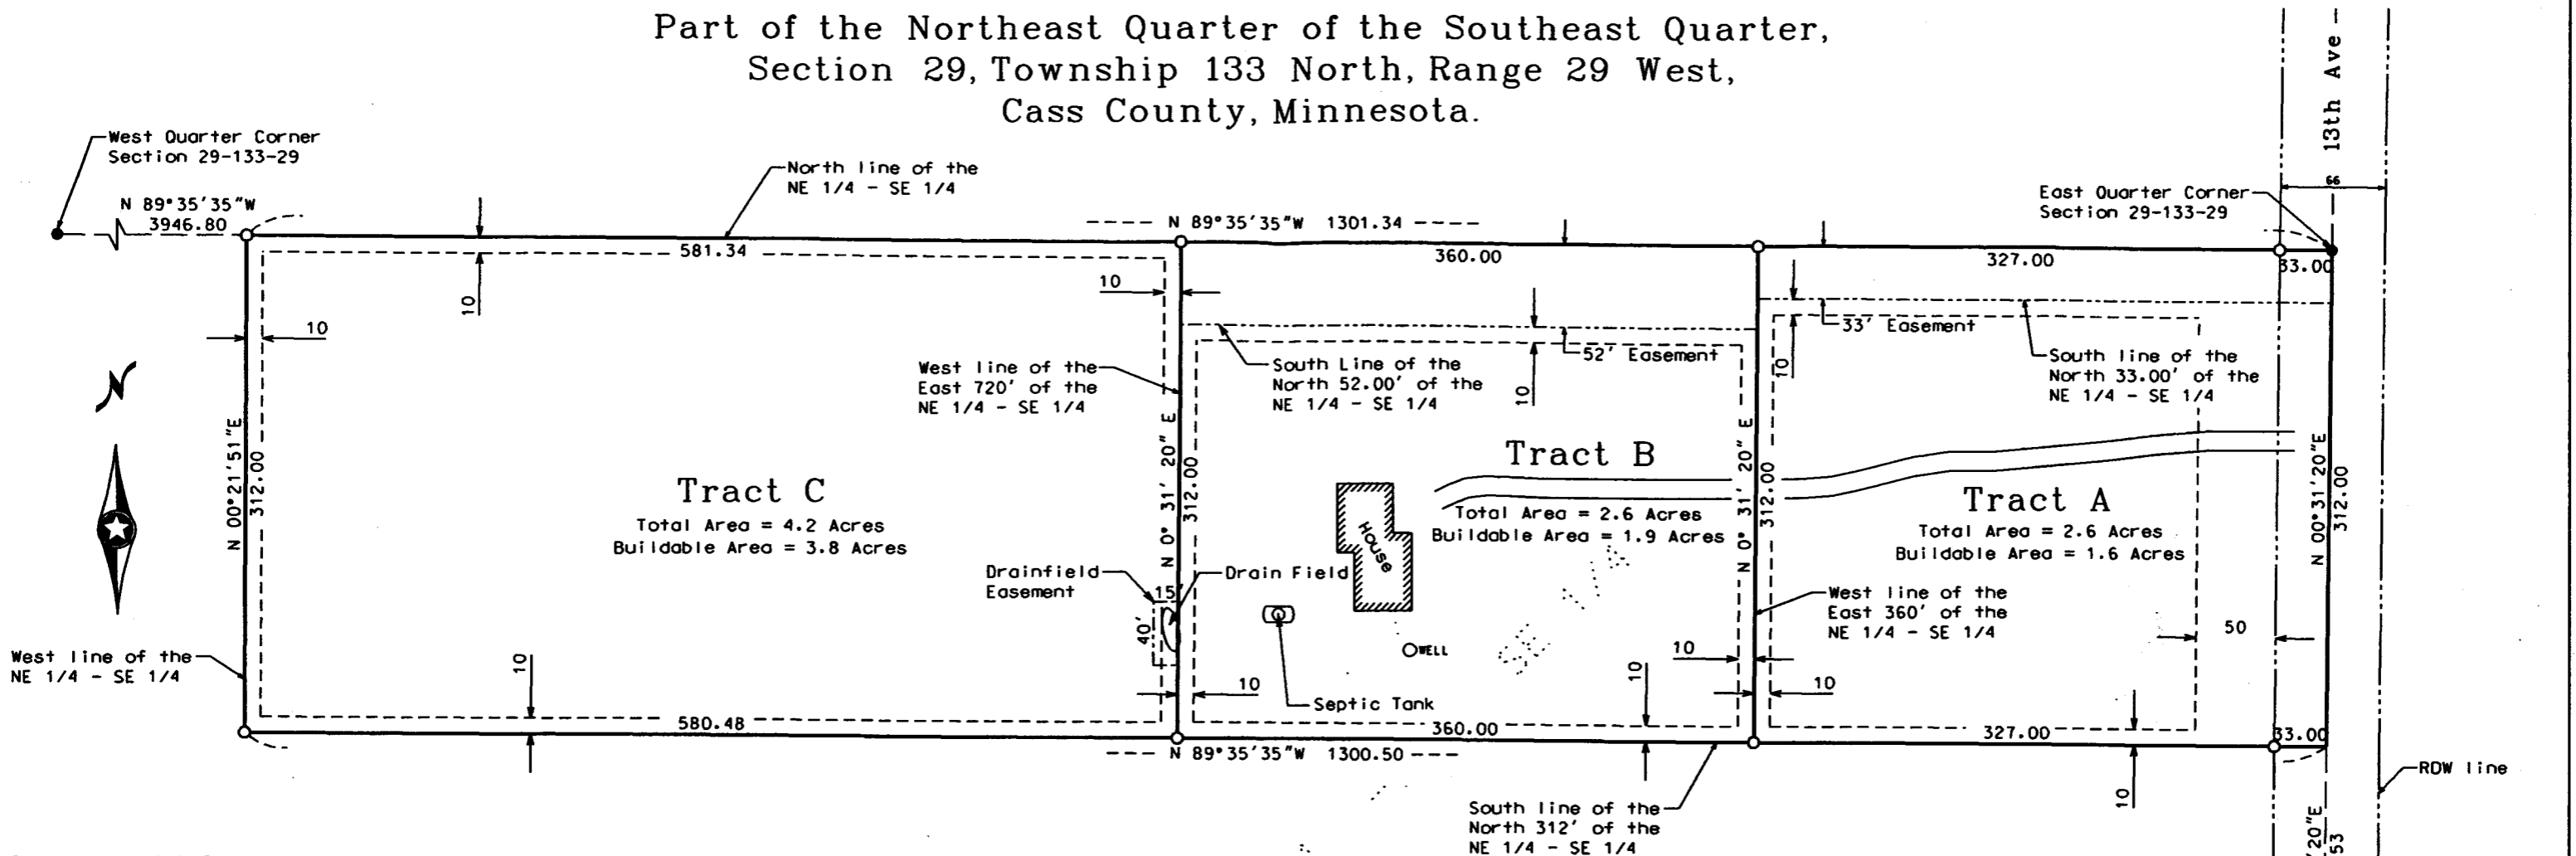 Part of the Northeast Quarter of the Southeast Quarter,
Section 29, Township 133 North, Range 29 West,
Cass County, Minnesota.
13th Ave
66
West Quarter Corner
Section 29-133-29
N 89°35'35"W
3946.80
North line of the
NE 1/4 - SE 1/4
N 89°35'35"W 1301.34
East Quarter Corner
Section 29-133-29
581.34
360.00
327.00
33.00
10
10
10
33' Easement
52' Easement
10
10
West line of the
East 720' of the
NE 1/4 - SE 1/4
South Line of the
North 52.00' of the
NE 1/4 - SE 1/4
South line of the
North 33.00' of the
NE 1/4 - SE 1/4
N 00°21'51"E
312.00
N 0° 31' 20" E
312.00
N 0° 31' 20" E
312.00
N 00°31'20"E
312.00
Tract C
Total Area = 4.2 Acres
Buildable Area = 3.8 Acres
Tract B
Total Area = 2.6 Acres
Buildable Area = 1.9 Acres
Tract A
Total Area = 2.6 Acres
Buildable Area = 1.6 Acres
House
Drainfield
Easement
15'
40'
Drain Field
West line of the
East 360' of the
NE 1/4 - SE 1/4
50
WELL
West line of the
NE 1/4 - SE 1/4
10
10
10
10
10
Septic Tank
580.48
360.00
327.00
33.00
N 89°35'35"W 1300.50
10
South line of the
North 312' of the
NE 1/4 - SE 1/4
ROW line
20"E
53